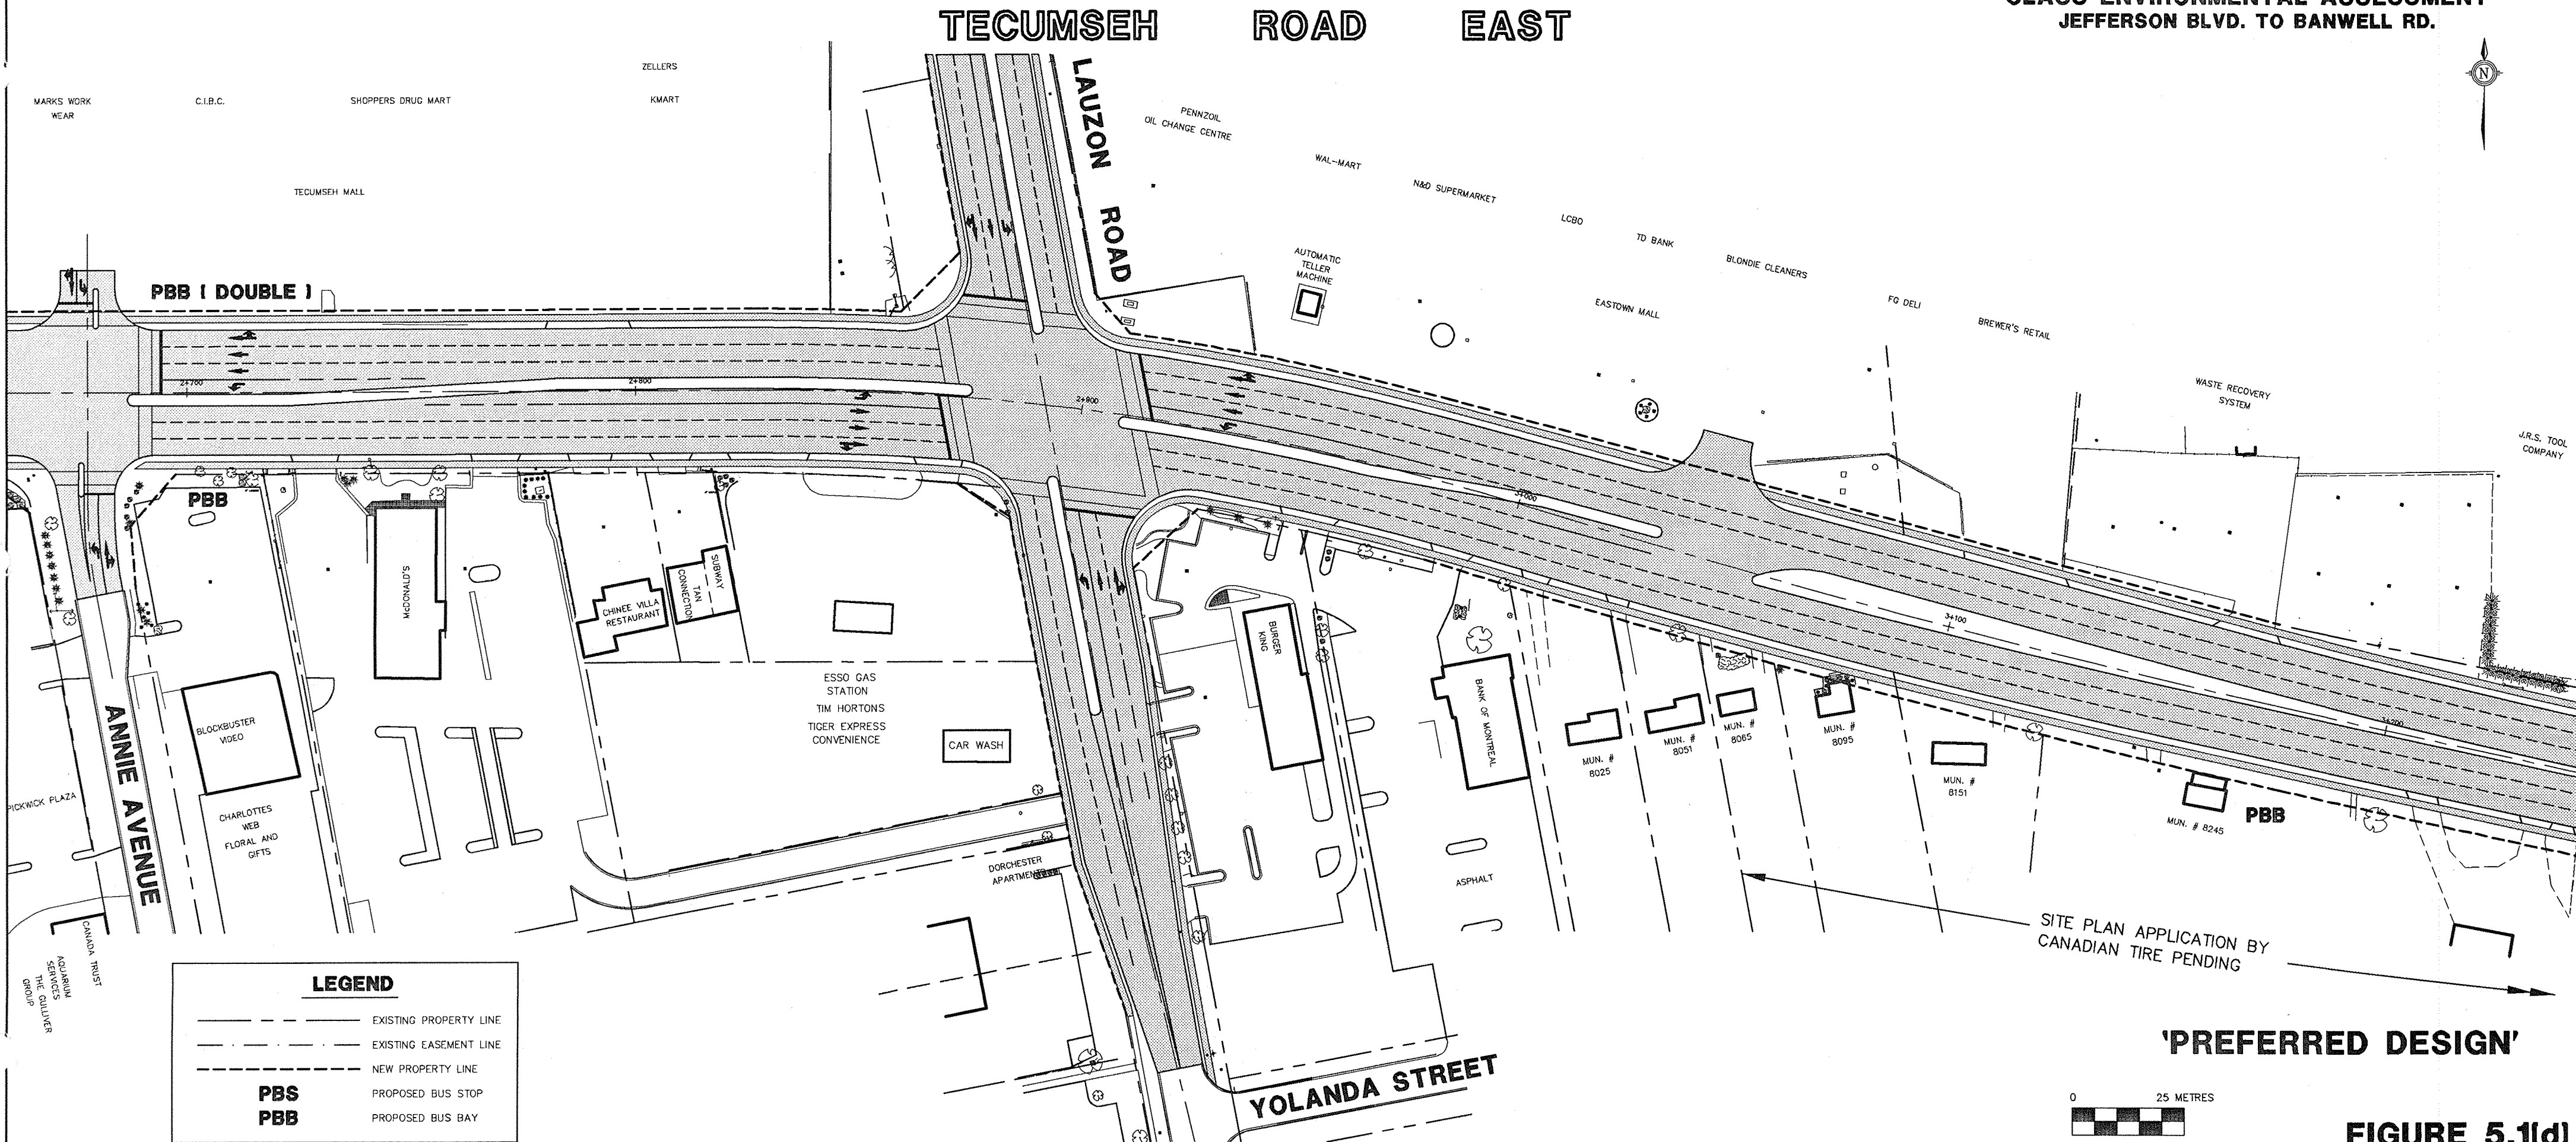 TECUMSEH ROAD EAST
CLASS ENVIRONMENTAL ASSESSMENT
JEFFERSON BLVD. TO BANWELL RD.
N
MARKS WORK
WEAR
C.I.B.C.
SHOPPERS DRUG MART
ZELLERS
KMART
TECUMSEH MALL
LAUZON ROAD
PENNZOIL
OIL CHANGE CENTRE
WAL-MART
N&D SUPERMARKET
LCBO
TD BANK
BLONDIE CLEANERS
FG DELI
BREWER'S RETAIL
AUTOMATIC
TELLER
MACHINE
EASTOWN MALL
WASTE RECOVERY
SYSTEM
J.R.S. TOOL
COMPANY
PBB ( DOUBLE )
2+700
2+800
2+900
3+000
3+100
3+200
PBB
McDONALD'S
CHINEE VILLA
RESTAURANT
TAN
CONNECTION
SUBWAY
ESSO GAS
STATION
TIM HORTONS
TIGER EXPRESS
CONVENIENCE
CAR WASH
BURGER
KING
BANK OF MONTREAL
MUN. #
8025
MUN. #
8051
MUN. #
8065
MUN. #
8095
MUN. #
8151
MUN. # 8245
PBB
BLOCKBUSTER
VIDEO
CHARLOTTES
WEB
FLORAL AND
GIFTS
PICKWICK PLAZA
ANNIE AVENUE
CANADA TRUST
AQUARIUM
SERVICES
THE GULLIVER
GROUP
DORCHESTER
APARTMENTS
ASPHALT
SITE PLAN APPLICATION BY
CANADIAN TIRE PENDING
YOLANDA STREET
LEGEND
EXISTING PROPERTY LINE
EXISTING EASEMENT LINE
NEW PROPERTY LINE
PBS PROPOSED BUS STOP
PBB PROPOSED BUS BAY
'PREFERRED DESIGN'
0 25 METRES
FIGURE 5.1(d)